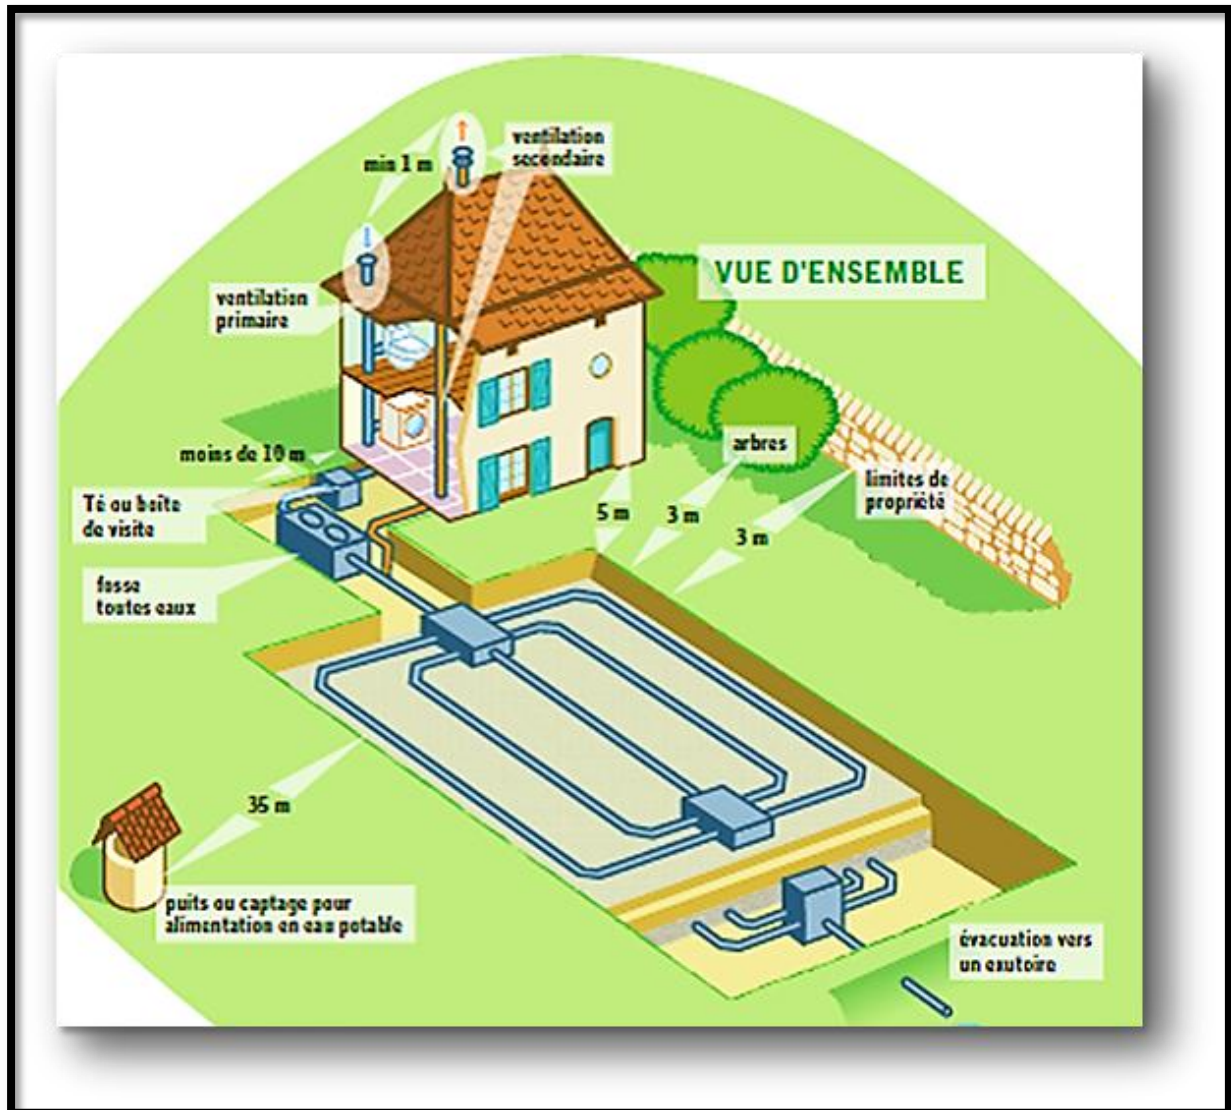 ventilation
secondaire
min 1 m
VUE D'ENSEMBLE
ventilation
primaire
arbres
moins de 10 m
limites de
propriété
Té ou boîte
de visite
5 m
3 m
3 m
fosse
toutes eaux
35 m
puits ou captage pour
alimentation en eau potable
évacuation vers
un exutoire